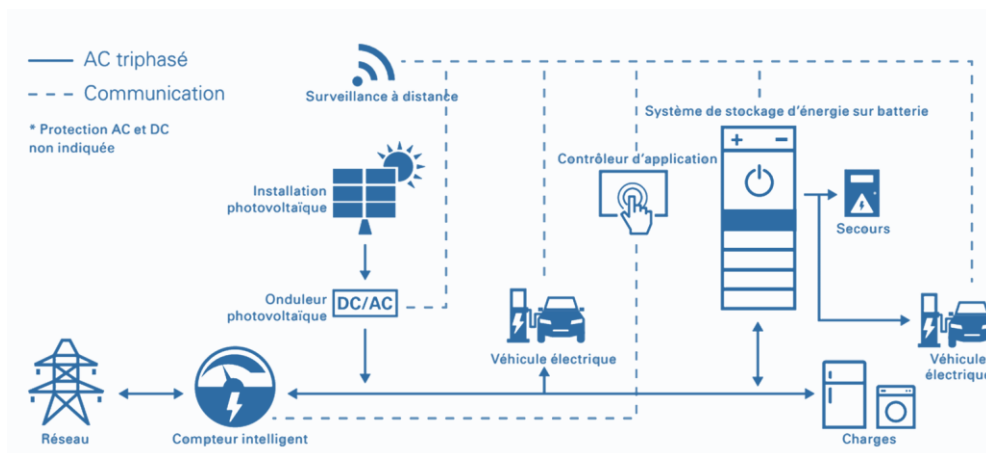 AC triphasé
Communication
* Protection AC et DC
non indiquée
Surveillance à distance
Système de stockage d'énergie sur batterie
+ −
Contrôleur d'application
Installation
photovoltaïque
Secours
Onduleur
photovoltaïque
DC/AC
Véhicule électrique
Véhicule
électrique
Réseau
Compteur intelligent
Charges